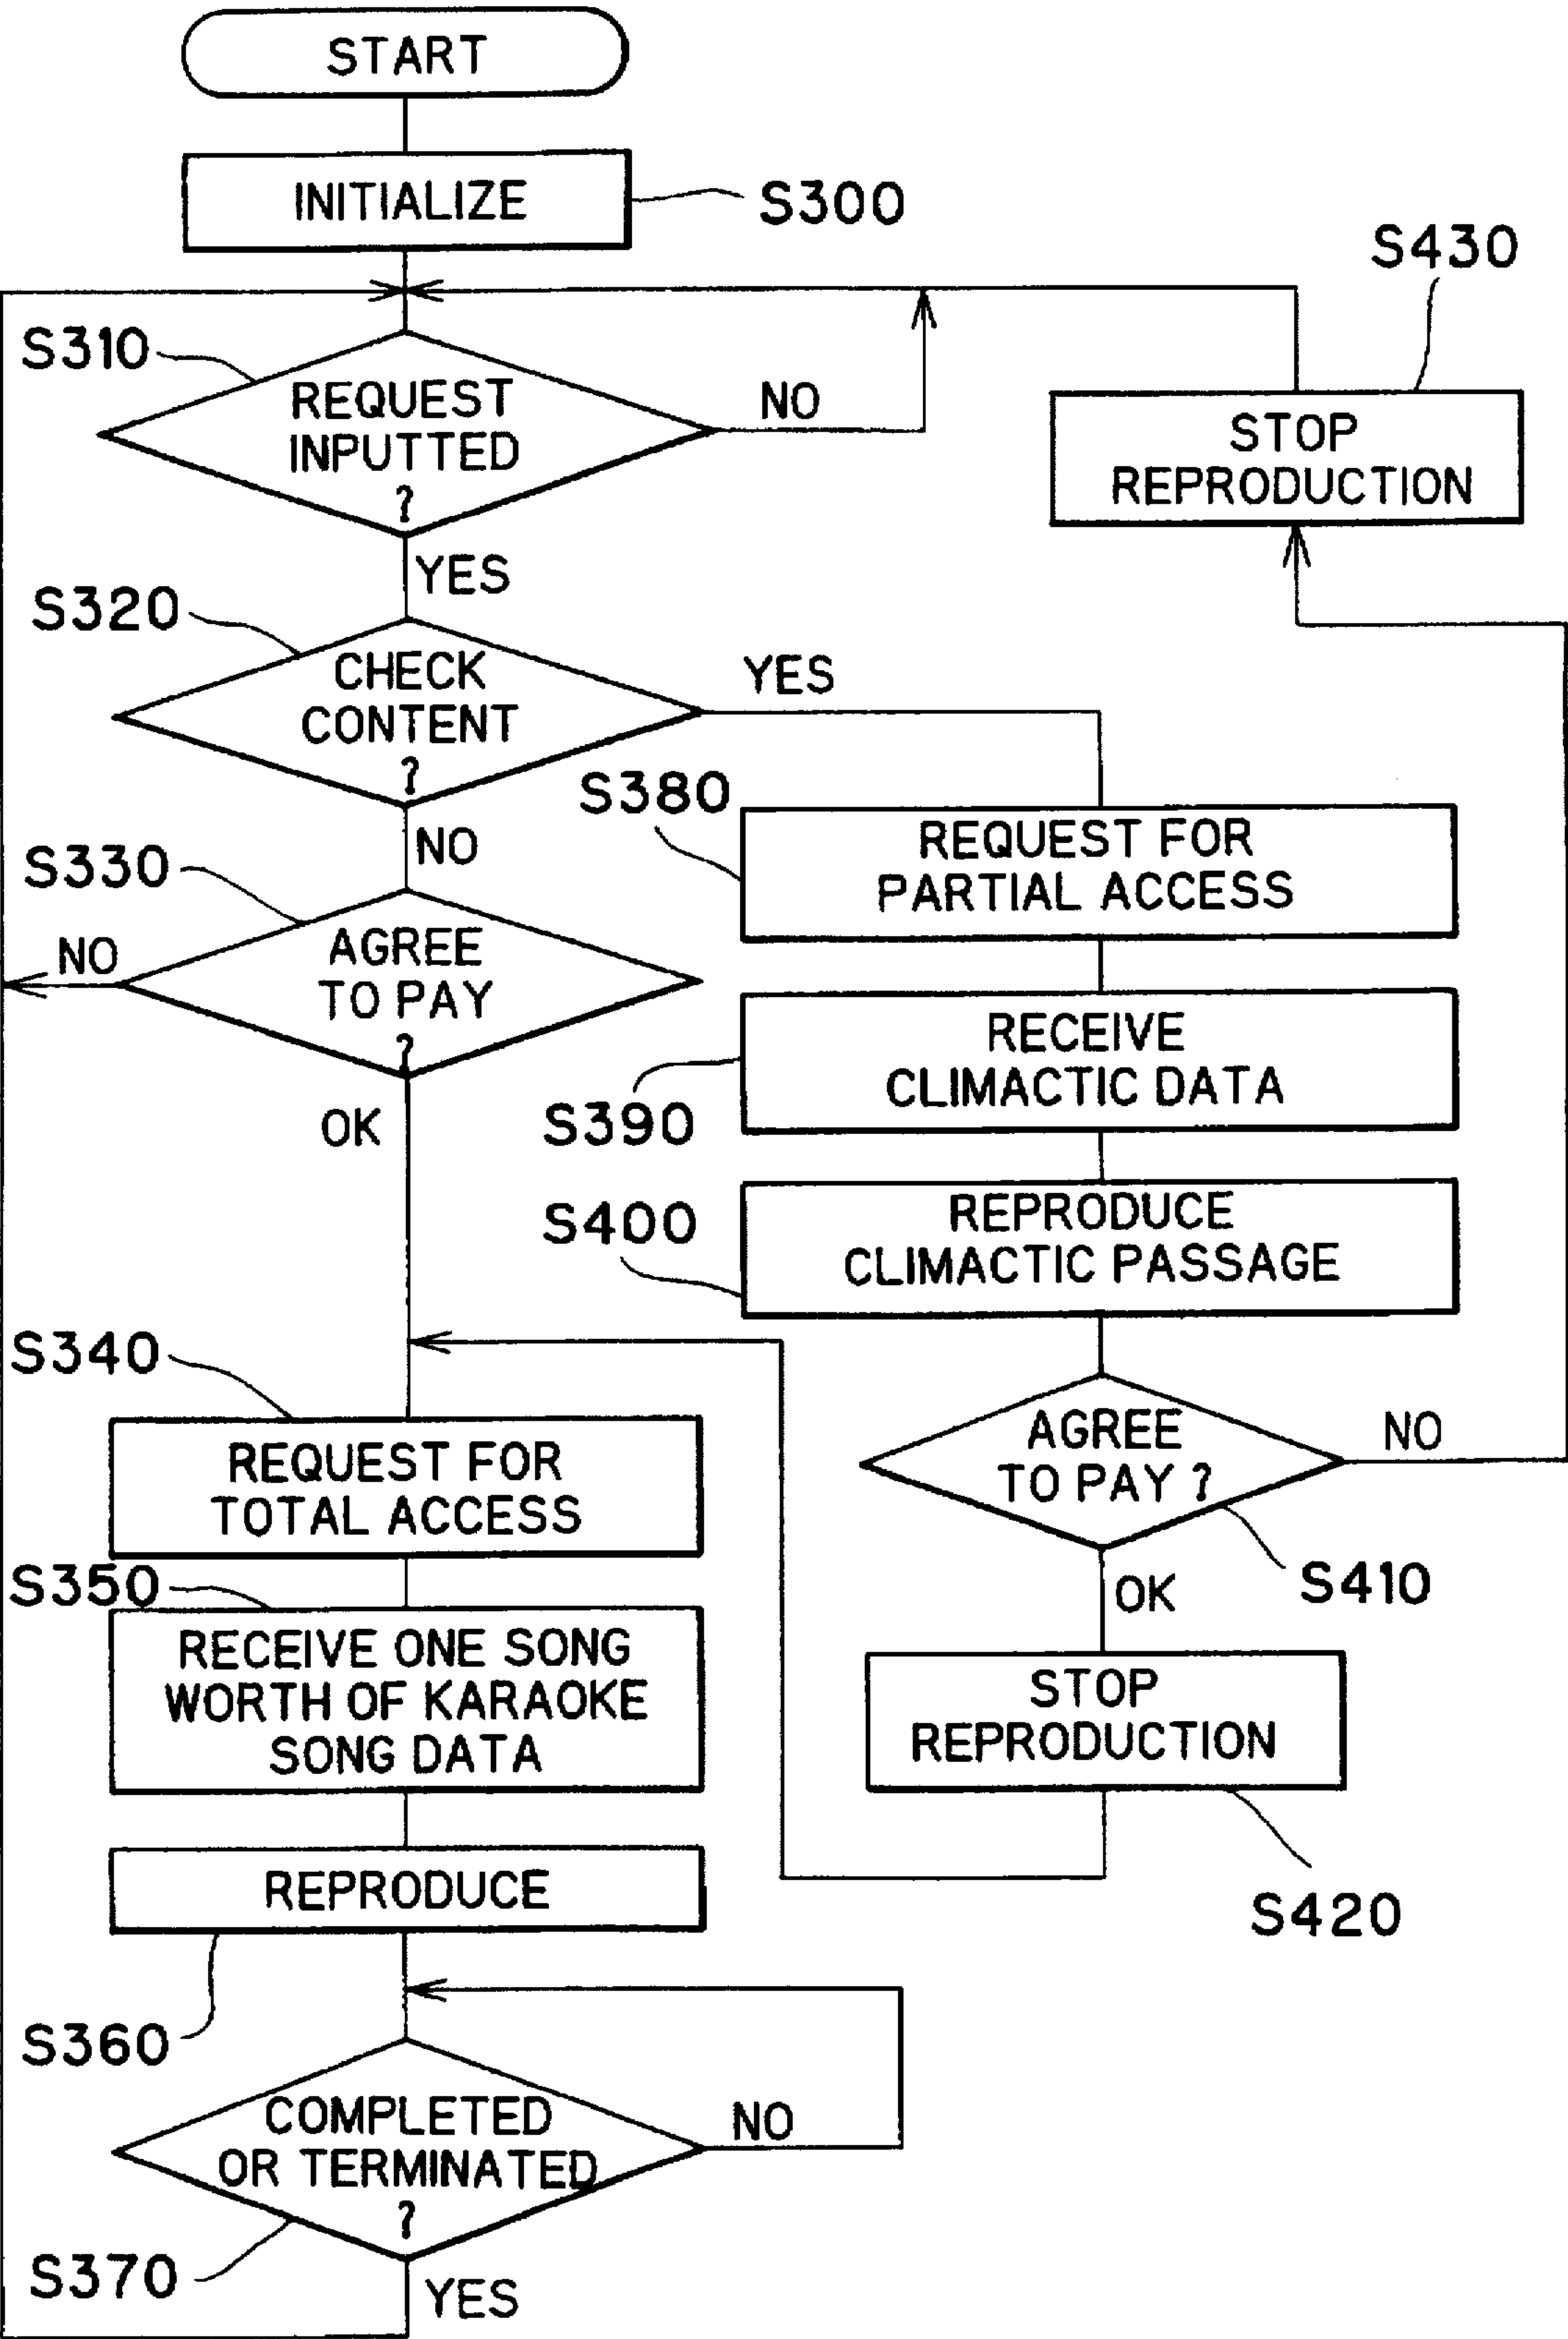 START
INITIALIZE
S300
S430
S310
REQUEST
INPUTTED
?
NO
STOP
REPRODUCTION
YES
S320
CHECK
CONTENT
?
YES
S380
REQUEST FOR
PARTIAL ACCESS
NO
S330
AGREE
TO PAY
?
NO
RECEIVE
CLIMACTIC DATA
S390
OK
REPRODUCE
CLIMACTIC PASSAGE
S400
S340
REQUEST FOR
TOTAL ACCESS
AGREE
TO PAY ?
NO
S410
OK
S350
RECEIVE ONE SONG
WORTH OF KARAOKE
SONG DATA
STOP
REPRODUCTION
S420
REPRODUCE
S360
COMPLETED
OR TERMINATED
?
NO
S370
YES